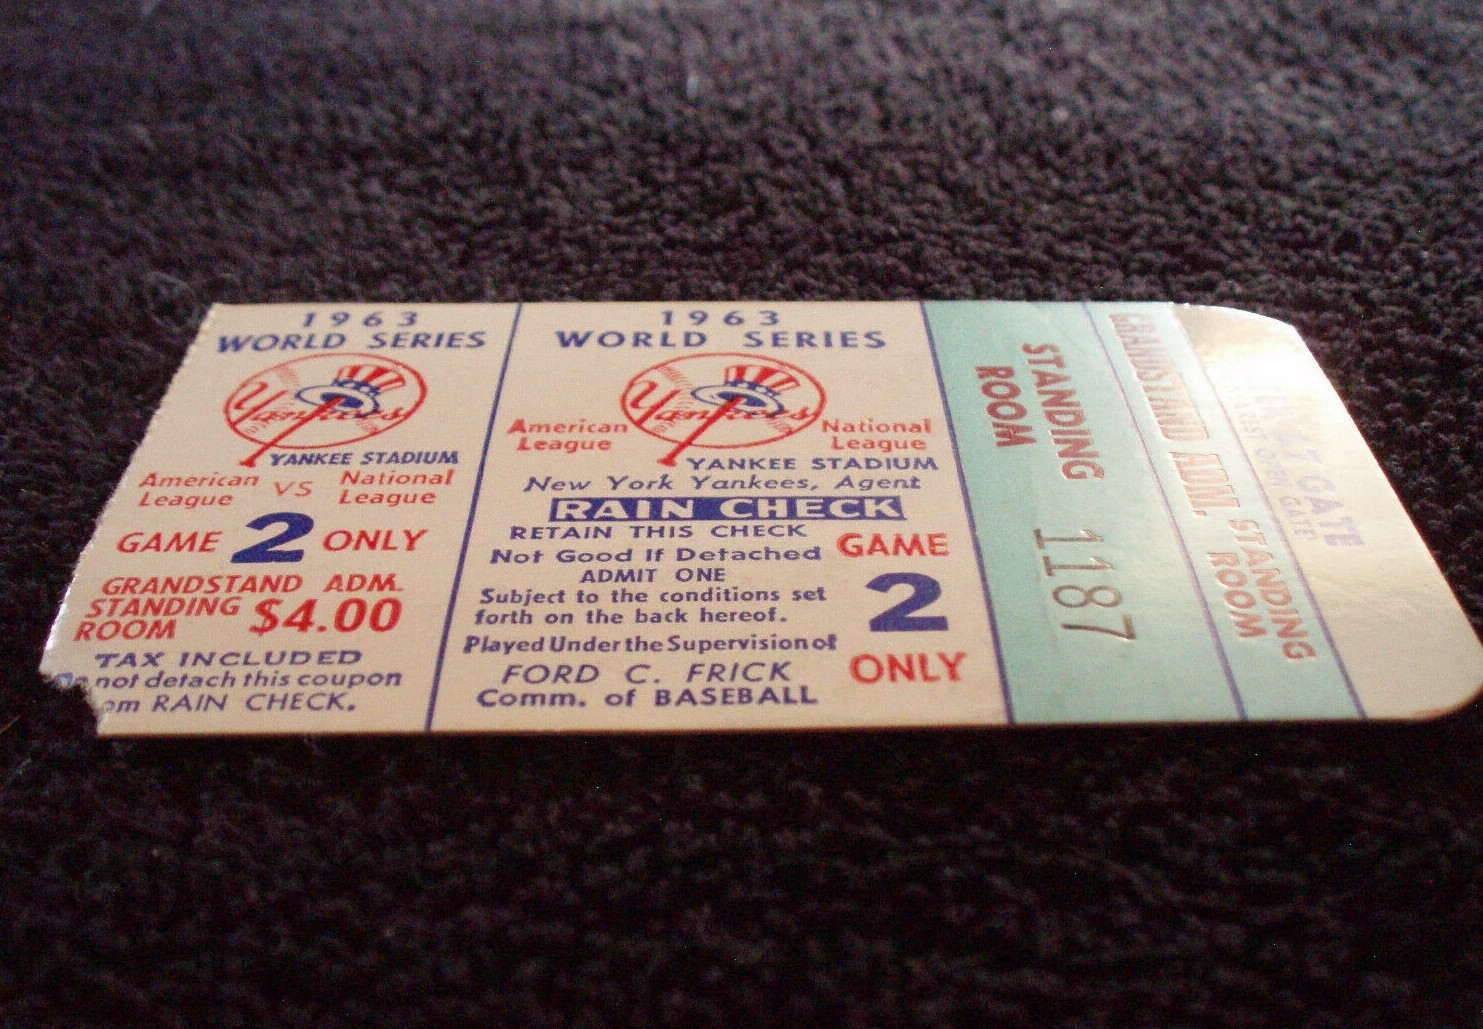 1963
WORLD SERIES
Yankees
YANKEE STADIUM
American League VS National League
GAME 2 ONLY
GRANDSTAND ADM.
STANDING ROOM $4.00
TAX INCLUDED
not detach this coupon
RAIN CHECK.
1963
WORLD SERIES
Yankees
American League
National League
YANKEE STADIUM
New York Yankees, Agent
RAIN CHECK
RETAIN THIS CHECK
Not Good If Detached
ADMIT ONE
Subject to the conditions set
forth on the back hereof.
Played Under the Supervision of
FORD C. FRICK
Comm. of BASEBALL
GAME
2
ONLY
STANDING
ROOM
1187
GRANDSTAND ADM. STANDING
ROOM
AT GATE
OPEN GATE